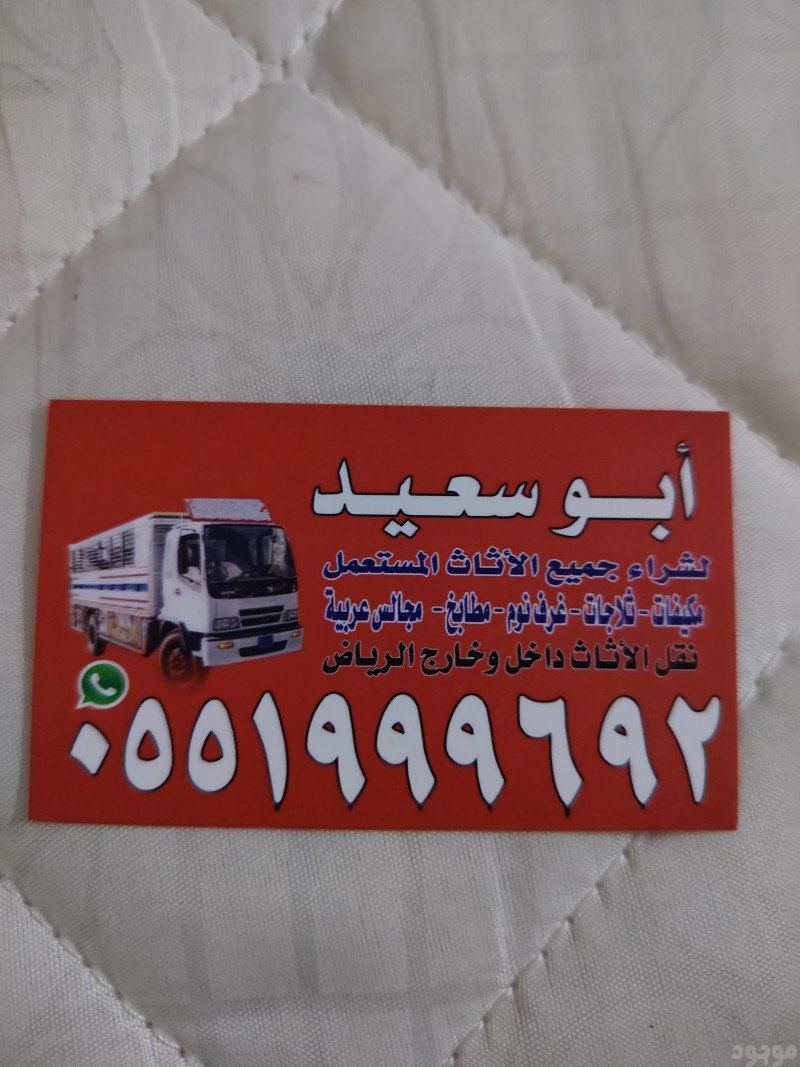 أبو سعيد
لشراء جميع الأثاث المستعمل
مكيفات - ثلاجات - غرف نوم - مطابخ - مجالس عربية
نقل الأثاث داخل وخارج الرياض
٠٥٥١٩٩٩٦٩٢
موجود